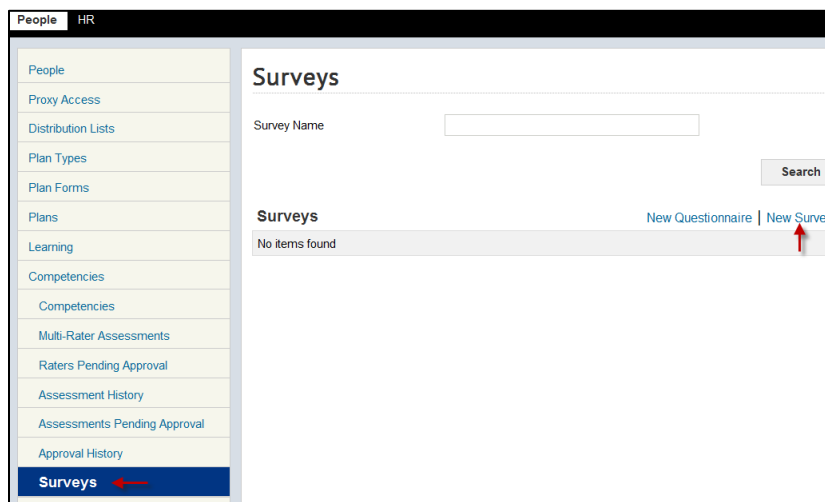 People HR
People
Proxy Access
Distribution Lists
Plan Types
Plan Forms
Plans
Learning
Competencies
Competencies
Multi-Rater Assessments
Raters Pending Approval
Assessment History
Assessments Pending Approval
Approval History
Surveys
Surveys
Survey Name
Search
Surveys New Questionnaire | New Surve
No items found